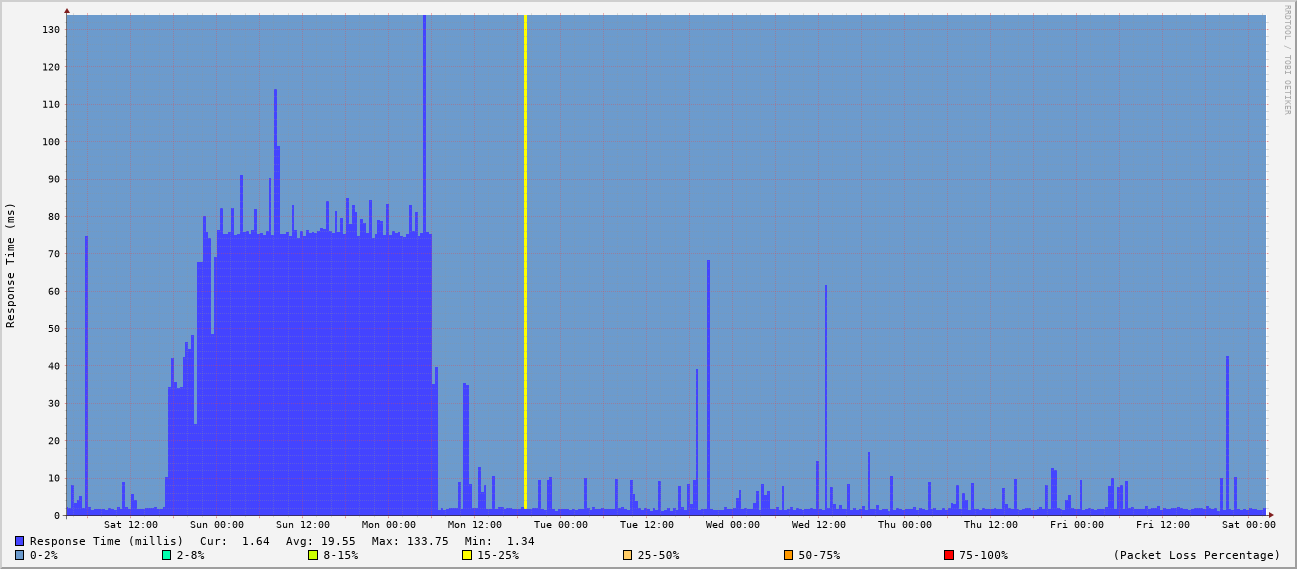 RRDTOOL / TOBI OETIKER
Response Time (ms)
130
120
110
100
90
80
70
60
50
40
30
20
10
0
Sat 12:00 Sun 00:00 Sun 12:00 Mon 00:00 Mon 12:00 Tue 00:00 Tue 12:00 Wed 00:00 Wed 12:00 Thu 00:00 Thu 12:00 Fri 00:00 Fri 12:00 Sat 00:00
Response Time (millis) Cur: 1.64 Avg: 19.55 Max: 133.75 Min: 1.34
0-2% 2-8% 8-15% 15-25% 25-50% 50-75% 75-100% (Packet Loss Percentage)